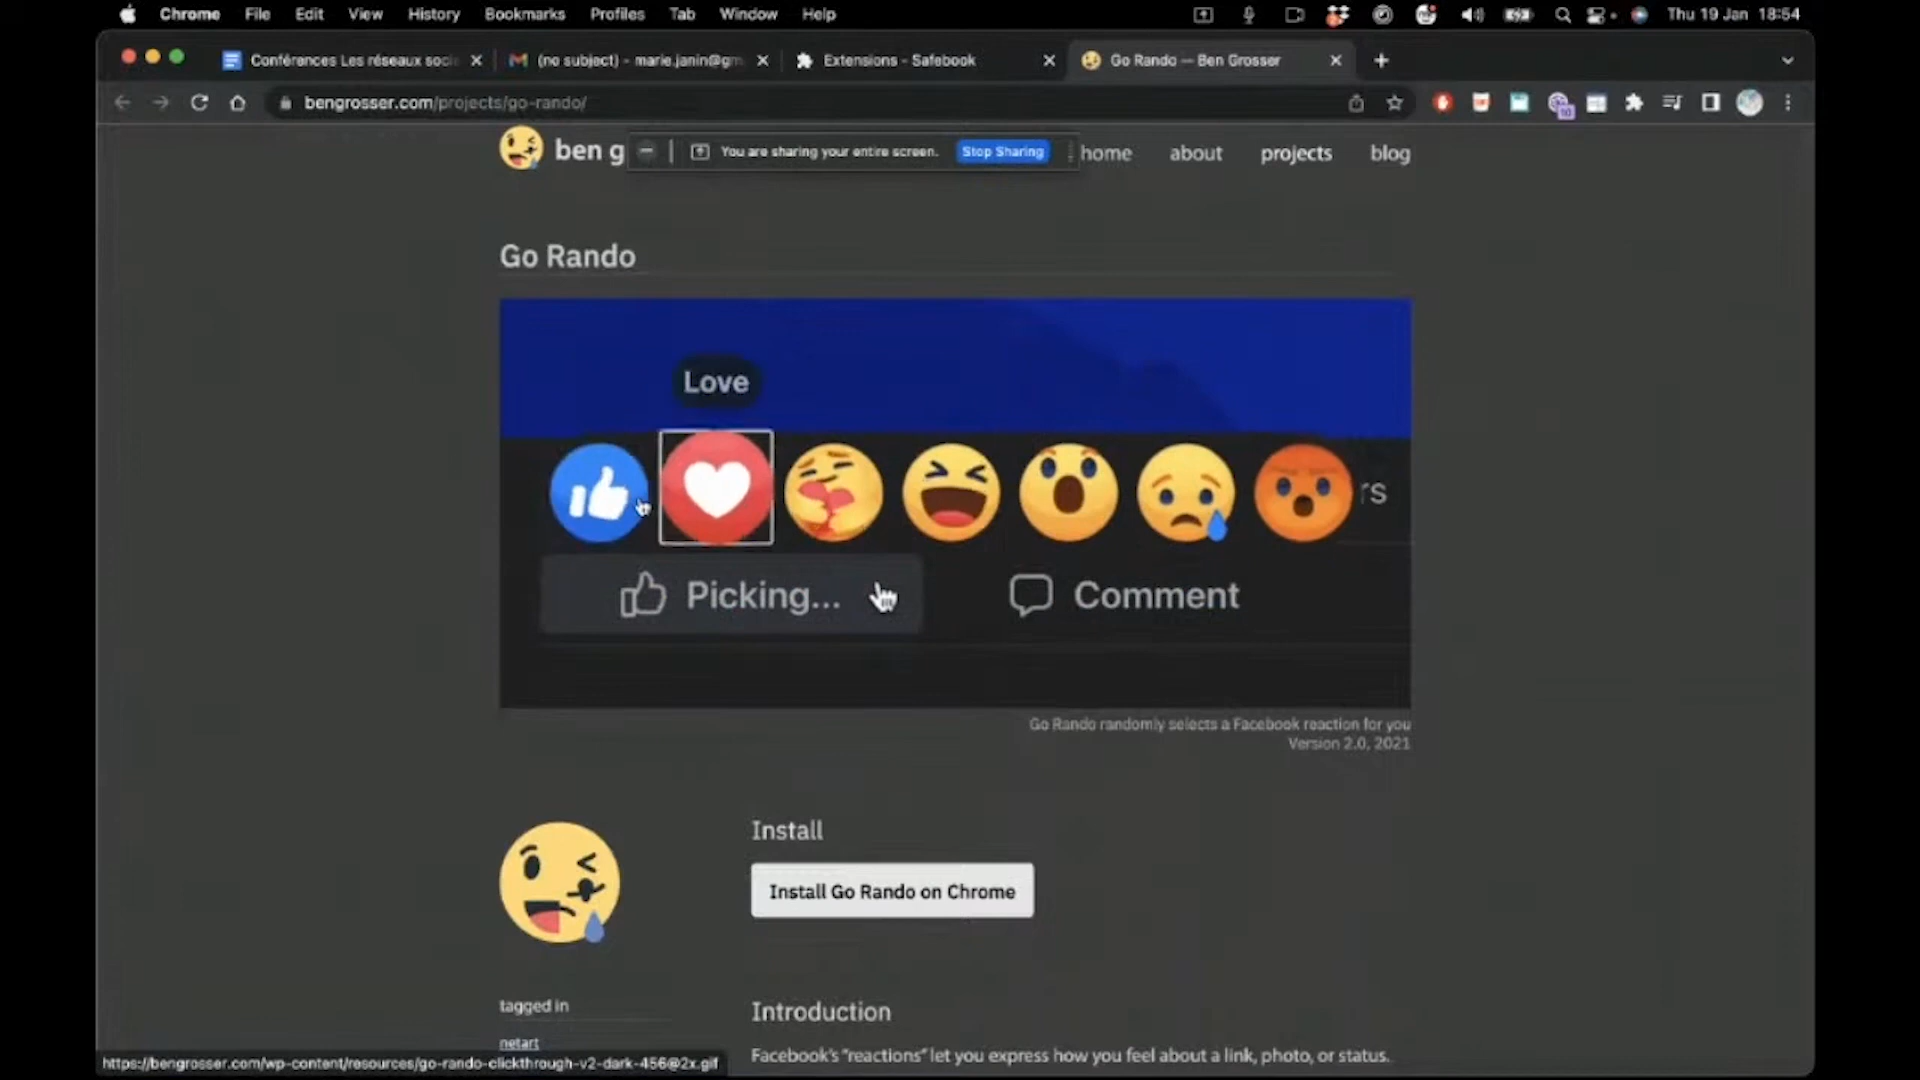 Chrome File Edit View History Bookmarks Profiles Tab Window Help Thu 19 Jan 18:54
Conférences Les réseaux soci (no subject) - marie.janin@gm Extensions - Safebook Go Rando — Ben Grosser
bengrosser.com/projects/go-rando/
ben g You are sharing your entire screen. Stop Sharing home about projects blog
Go Rando
Love
rs
Picking... Comment
Go Rando randomly selects a Facebook reaction for you
Version 2.0, 2021
Install
Install Go Rando on Chrome
tagged in
Introduction
netart
Facebook's "reactions" let you express how you feel about a link, photo, or status.
https://bengrosser.com/wp-content/resources/go-rando-clickthrough-v2-dark-456@2x.gif